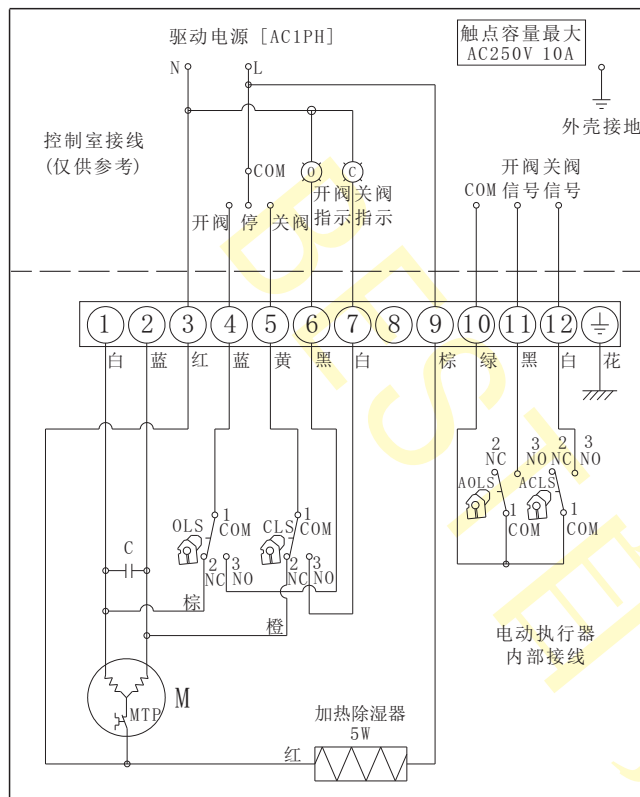 驱动电源 [AC1PH]
触点容量最大
AC250V 10A
N
L
外壳接地
控制室接线
(仅供参考)
COM
O
C
开阀 停 关阀
开阀 关阀
指示 指示
COM
开阀 关阀
信号 信号
1 2 3 4 5 6 7 8 9 10 11 12
白 蓝 红 蓝 黄 黑 白 棕 绿 黑 白 花
2 NC
3 NO
2 NC
3 NO
AOLS
ACLS
1 COM
1 COM
OLS
1 COM
CLS
1 COM
2 NC
3 NO
2 NC
3 NO
C
棕
橙
电动执行器
内部接线
M
MTP
加热除湿器
5W
红
BESTE